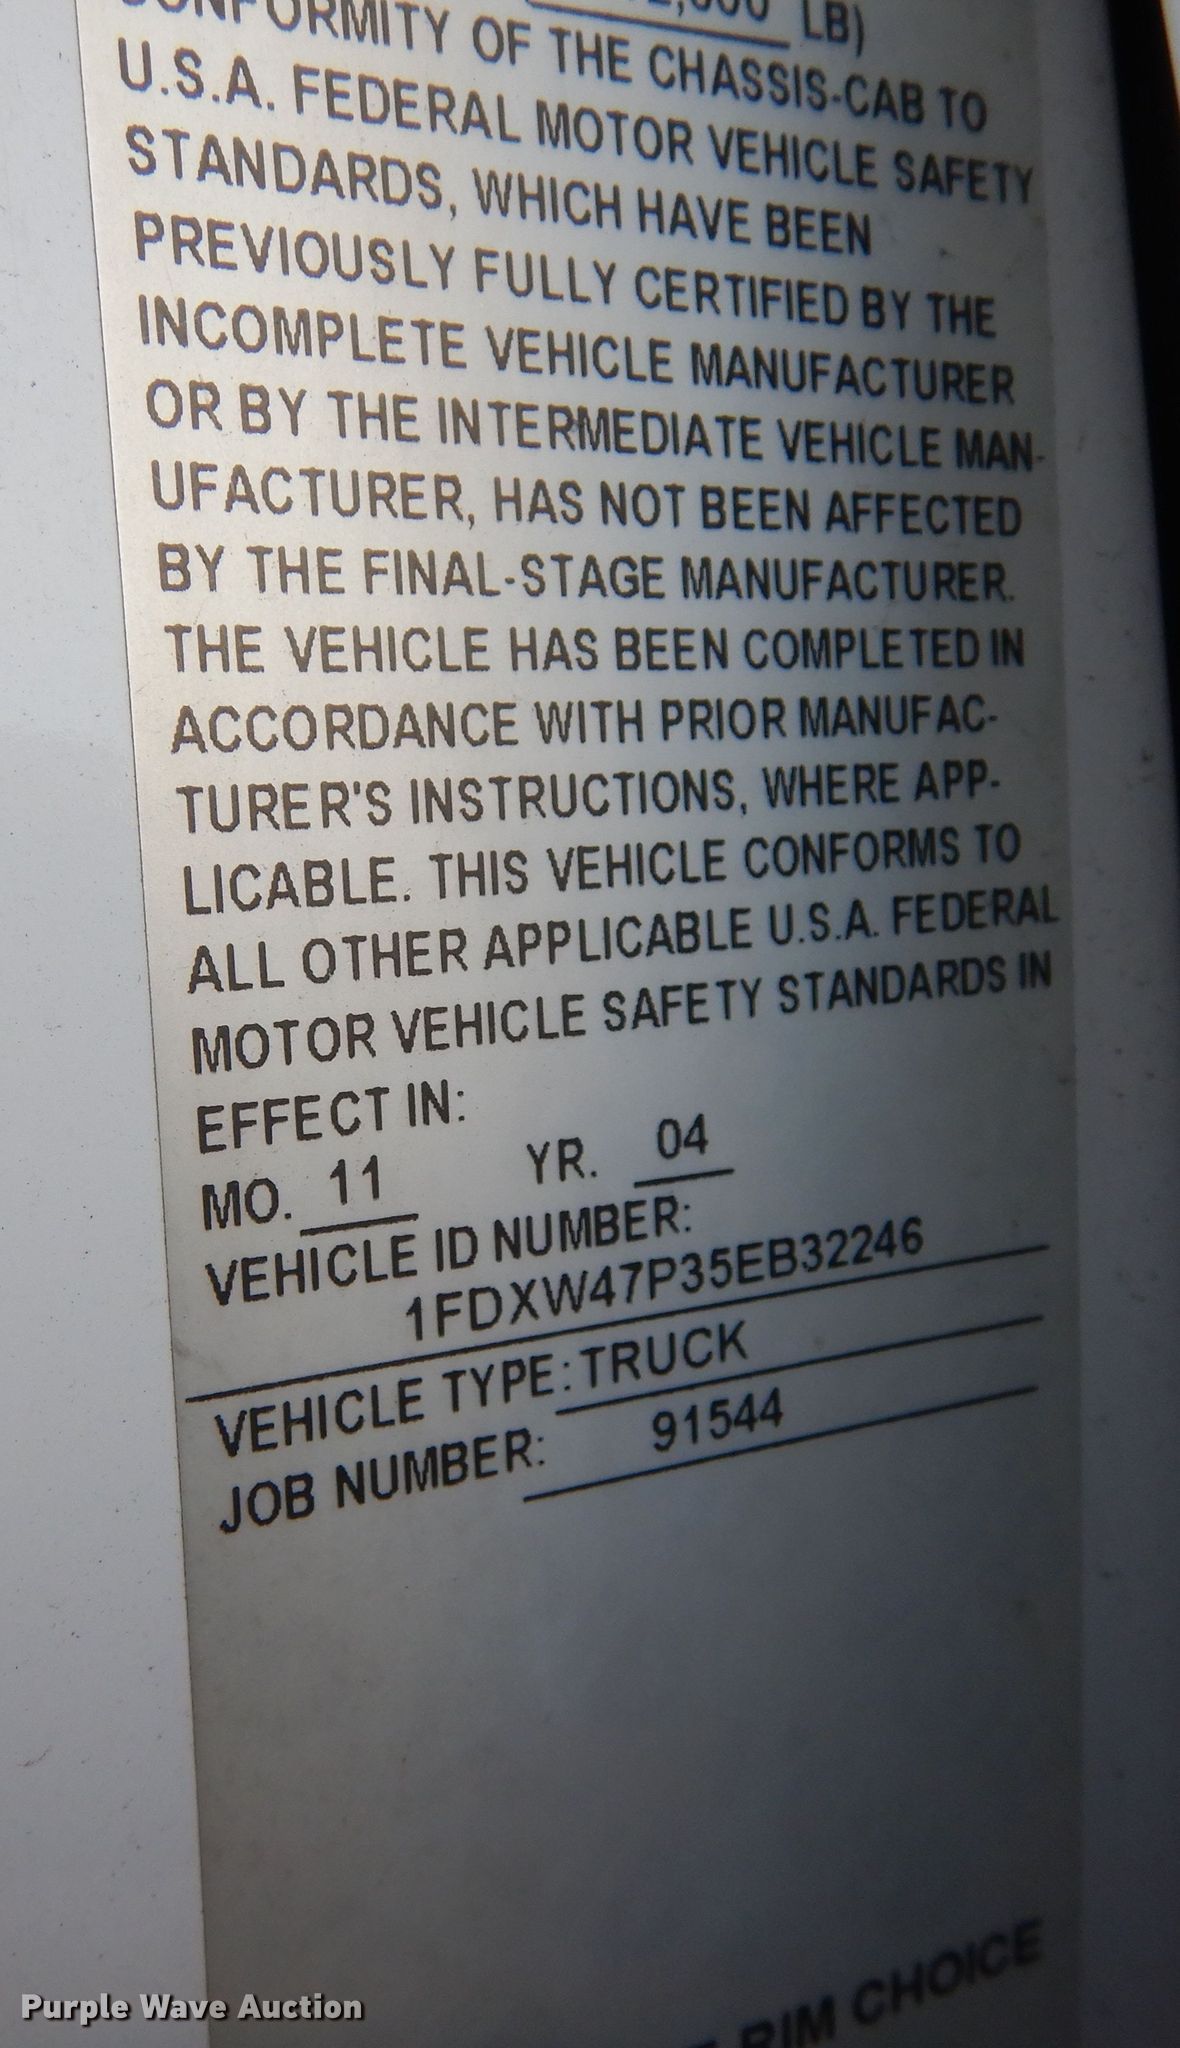 LB)
CONFORMITY OF THE CHASSIS-CAB TO
U.S.A. FEDERAL MOTOR VEHICLE SAFETY
STANDARDS, WHICH HAVE BEEN
PREVIOUSLY FULLY CERTIFIED BY THE
INCOMPLETE VEHICLE MANUFACTURER
OR BY THE INTERMEDIATE VEHICLE MAN-
UFACTURER, HAS NOT BEEN AFFECTED
BY THE FINAL-STAGE MANUFACTURER.
THE VEHICLE HAS BEEN COMPLETED IN
ACCORDANCE WITH PRIOR MANUFAC-
TURER'S INSTRUCTIONS, WHERE APP-
LICABLE. THIS VEHICLE CONFORMS TO
ALL OTHER APPLICABLE U.S.A. FEDERAL
MOTOR VEHICLE SAFETY STANDARDS IN
EFFECT IN:
MO. 11 YR. 04
VEHICLE ID NUMBER:
1FDXW47P35EB32246
VEHICLE TYPE: TRUCK
JOB NUMBER: 91544
RIM CHOICE
Purple Wave Auction